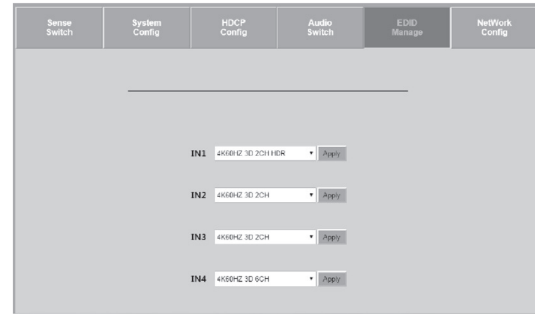 Sense Switch
System Config
HDCP Config
Audio Switch
EDID Manage
NetWork Config
IN1 4K60HZ 3D 2CH HDR Apply
IN2 4K60HZ 3D 2CH Apply
IN3 4K60HZ 3D 2CH Apply
IN4 4K60HZ 3D 6CH Apply